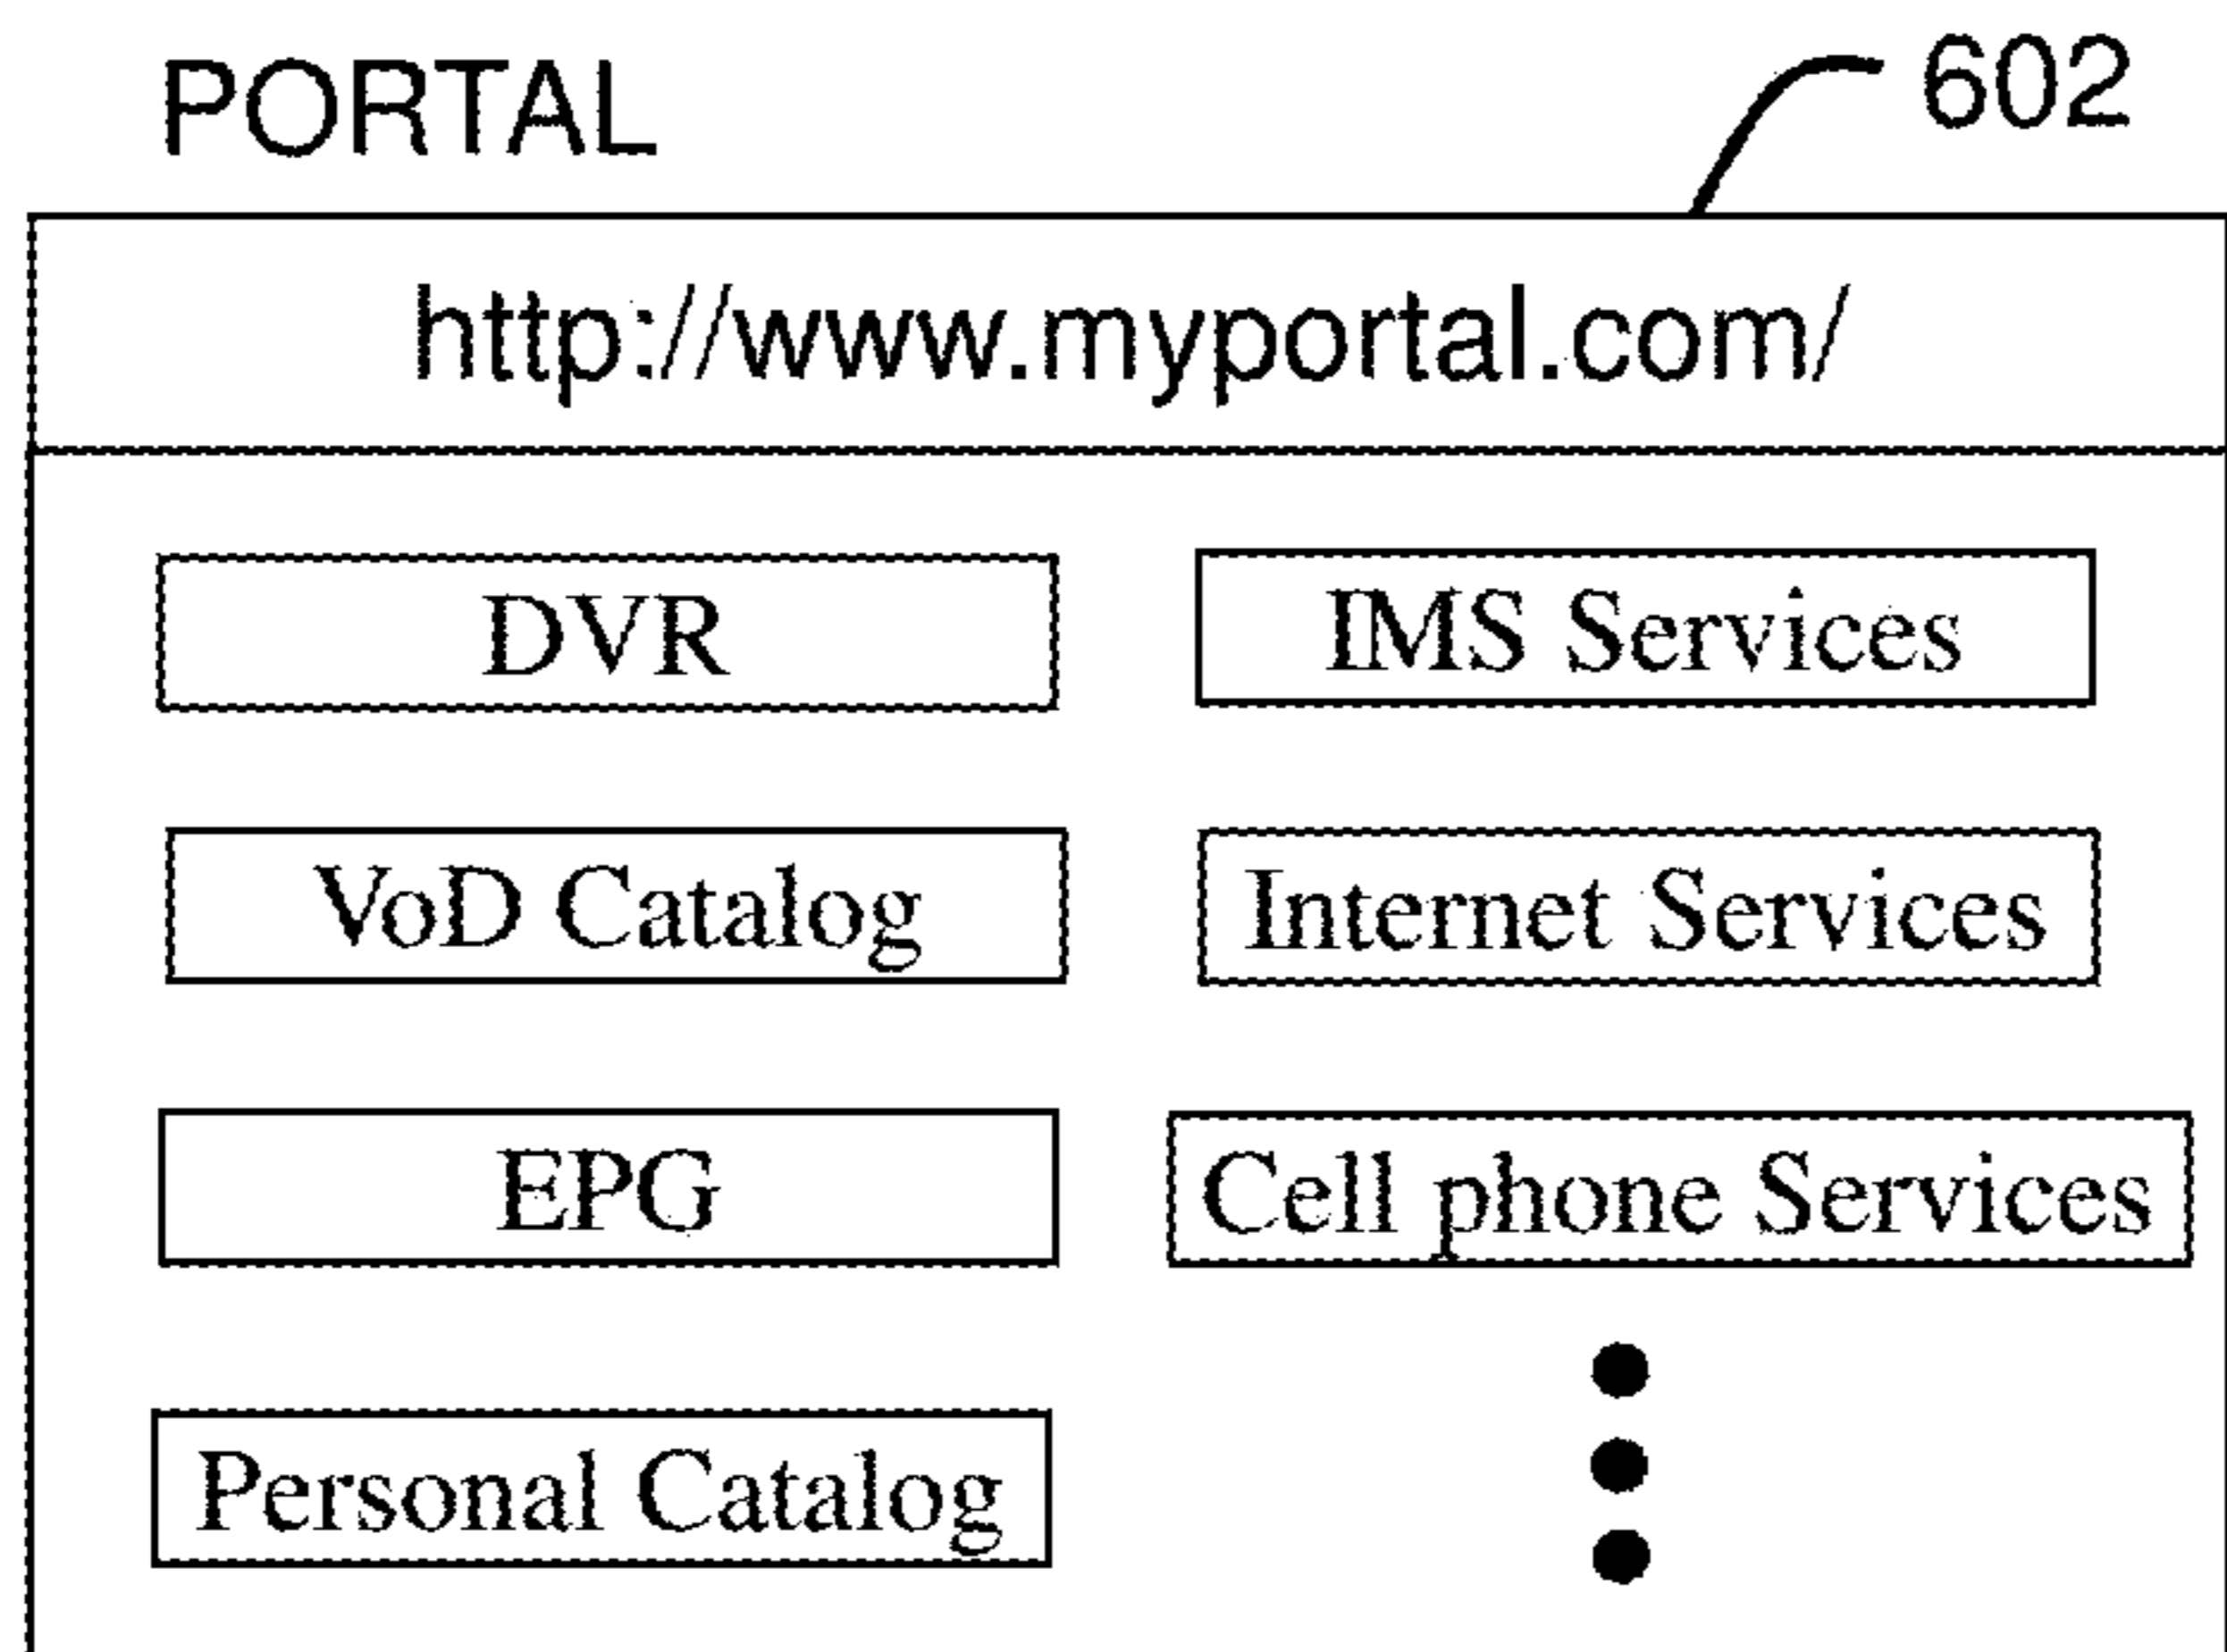 PORTAL
602
http://www.myportal.com/
DVR
IMS Services
VoD Catalog
Internet Services
EPG
Cell phone Services
Personal Catalog